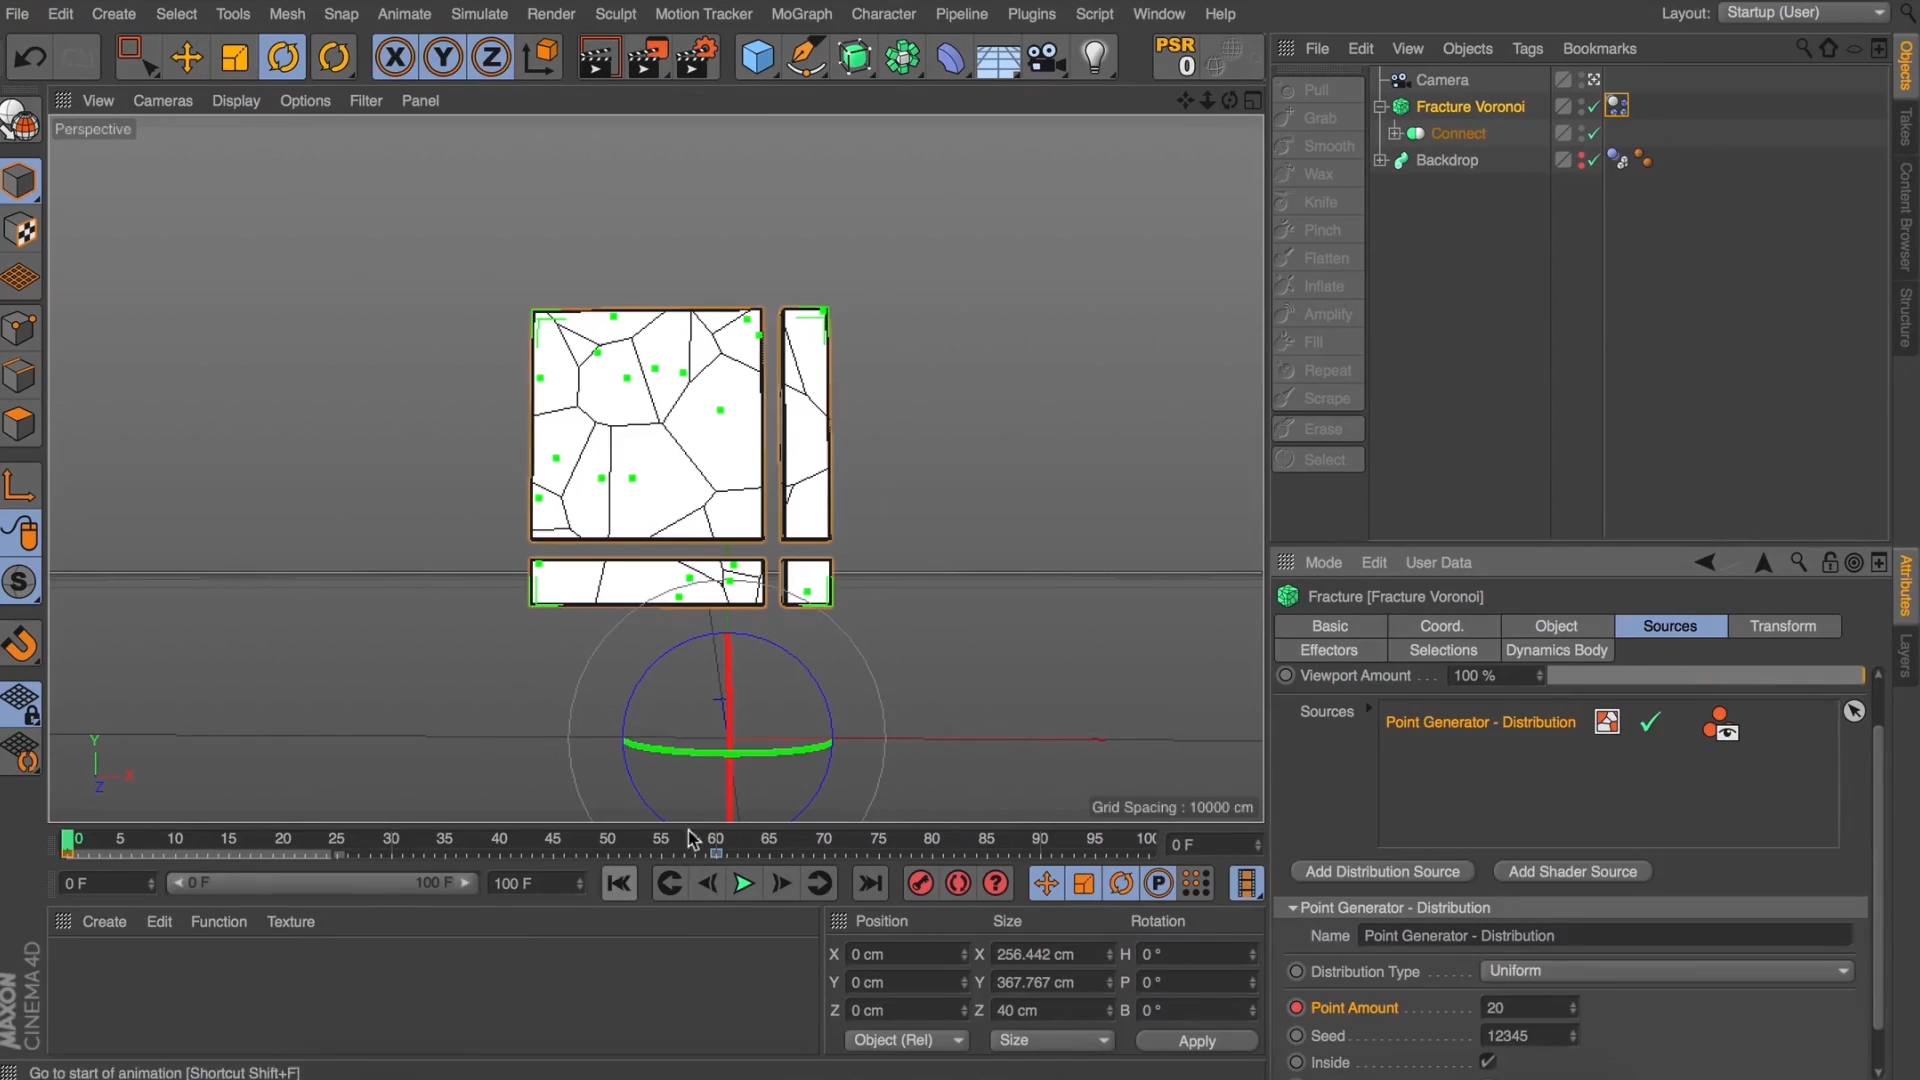 File Edit Create Select Tools Mesh Snap Animate Simulate Render Sculpt Motion Tracker MoGraph Character Pipeline Plugins Script Window Help Layout: Startup (User)
PSR
0
File Edit View Objects Tags Bookmarks
View Cameras Display Options Filter Panel
Perspective
Pull
Grab
Smooth
Wax
Knife
Pinch
Flatten
Inflate
Amplify
Fill
Repeat
Scrape
Erase
Select
Camera
Fracture Voronoi
Connect
Backdrop
Objects
Takes
Content Browser
Structure
Mode Edit User Data
Fracture [Fracture Voronoi]
Basic Coord. Object Sources Transform
Effectors Selections Dynamics Body
Viewport Amount . . . 100 %
Sources
Point Generator - Distribution
Add Distribution Source Add Shader Source
Point Generator - Distribution
Name Point Generator - Distribution
Distribution Type . . . . . . Uniform
Point Amount . . . . . . . . . 20
Seed . . . . . . . . . . . . . . . . 12345
Inside . . . . . . . . . . . . . . .
Attributes
Layers
Y
X
Z
Grid Spacing : 10000 cm
0 5 10 15 20 25 30 35 40 45 50 55 60 65 70 75 80 85 90 95 100 0 F
0 F 0 F 100 F 100 F
Create Edit Function Texture
Position Size Rotation
X 0 cm X 256.442 cm H 0 °
Y 0 cm Y 367.767 cm P 0 °
Z 0 cm Z 40 cm B 0 °
Object (Rel) Size Apply
MAXON
CINEMA 4D
Go to start of animation [Shortcut Shift+F]